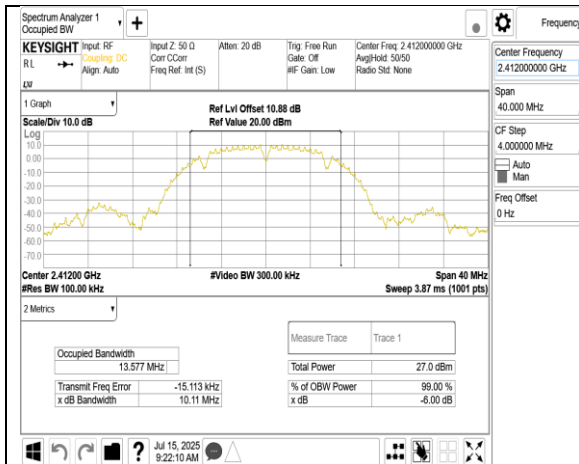 Spectrum Analyzer 1
Occupied BW
Frequency
KEYSIGHT
RL
Input: RF
Coupling: DC
Align: Auto
Input Z: 50 Ω
Corr CCorr
Freq Ref: Int (S)
Atten: 20 dB
Trig: Free Run
Gate: Off
#IF Gain: Low
Center Freq: 2.412000000 GHz
Avg|Hold: 50/50
Radio Std: None
Center Frequency
2.412000000 GHz
Span
40.000 MHz
CF Step
4.000000 MHz
Auto
Man
Freq Offset
0 Hz
1 Graph
Scale/Div 10.0 dB
Ref Lvl Offset 10.88 dB
Ref Value 20.00 dBm
Log
10.0
0.00
-10.0
-20.0
-30.0
-40.0
-50.0
-60.0
-70.0
Center 2.41200 GHz
#Res BW 100.00 kHz
#Video BW 300.00 kHz
Span 40 MHz
Sweep 3.87 ms (1001 pts)
2 Metrics
Measure Trace Trace 1
Occupied Bandwidth
13.577 MHz
Total Power 27.0 dBm
Transmit Freq Error -15.113 kHz
% of OBW Power 99.00 %
x dB Bandwidth 10.11 MHz
x dB -6.00 dB
Jul 15, 2025
9:22:10 AM